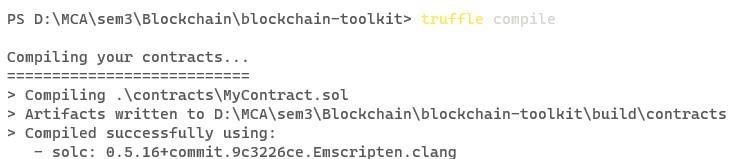 PS D:\MCA\sem3\Blockchain\blockchain-toolkit> truffle compile
Compiling your contracts...
===========================
> Compiling .\contracts\MyContract.sol
> Artifacts written to D:\MCA\sem3\Blockchain\blockchain-toolkit\build\contracts
> Compiled successfully using:
- solc: 0.5.16+commit.9c3226ce.Emscripten.clang